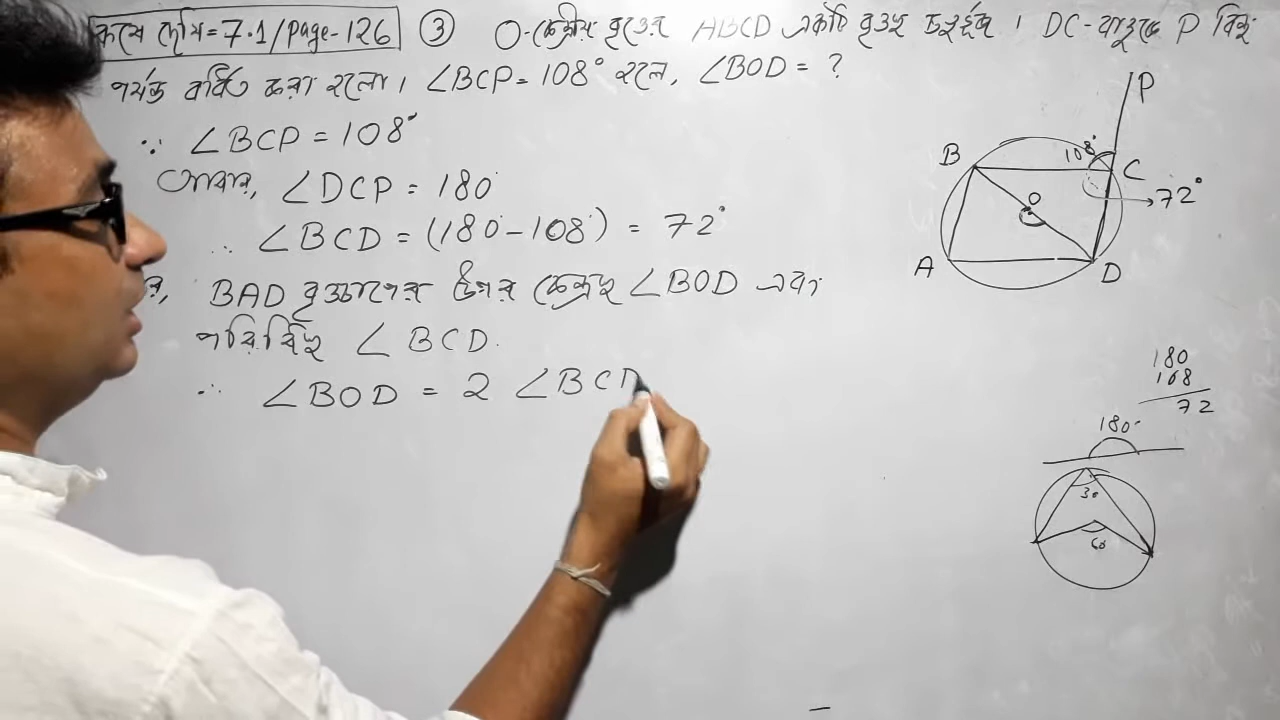 কষে দেখি=7.1/Page-126 ③ O-কেন্দ্রীয় বৃত্তের ABCD একটি বৃত্তস্থ চতুর্ভুজ । DC-বাহুকে P বিন্দু
পর্যন্ত বর্ধিত করা হলো। ∠BCP=108° হলে, ∠BOD=?
∵ ∠BCP=108°
আবার, ∠DCP=180°
∴ ∠BCD=(180°-108°)=72°
BAD বৃত্তচাপের উপর কেন্দ্রস্থ ∠BOD এবং
পরিধিস্থ ∠BCD.
∴ ∠BOD=2 ∠BCD
P
B 108° C
O 72°
A D
180
108
72
180°
30
60